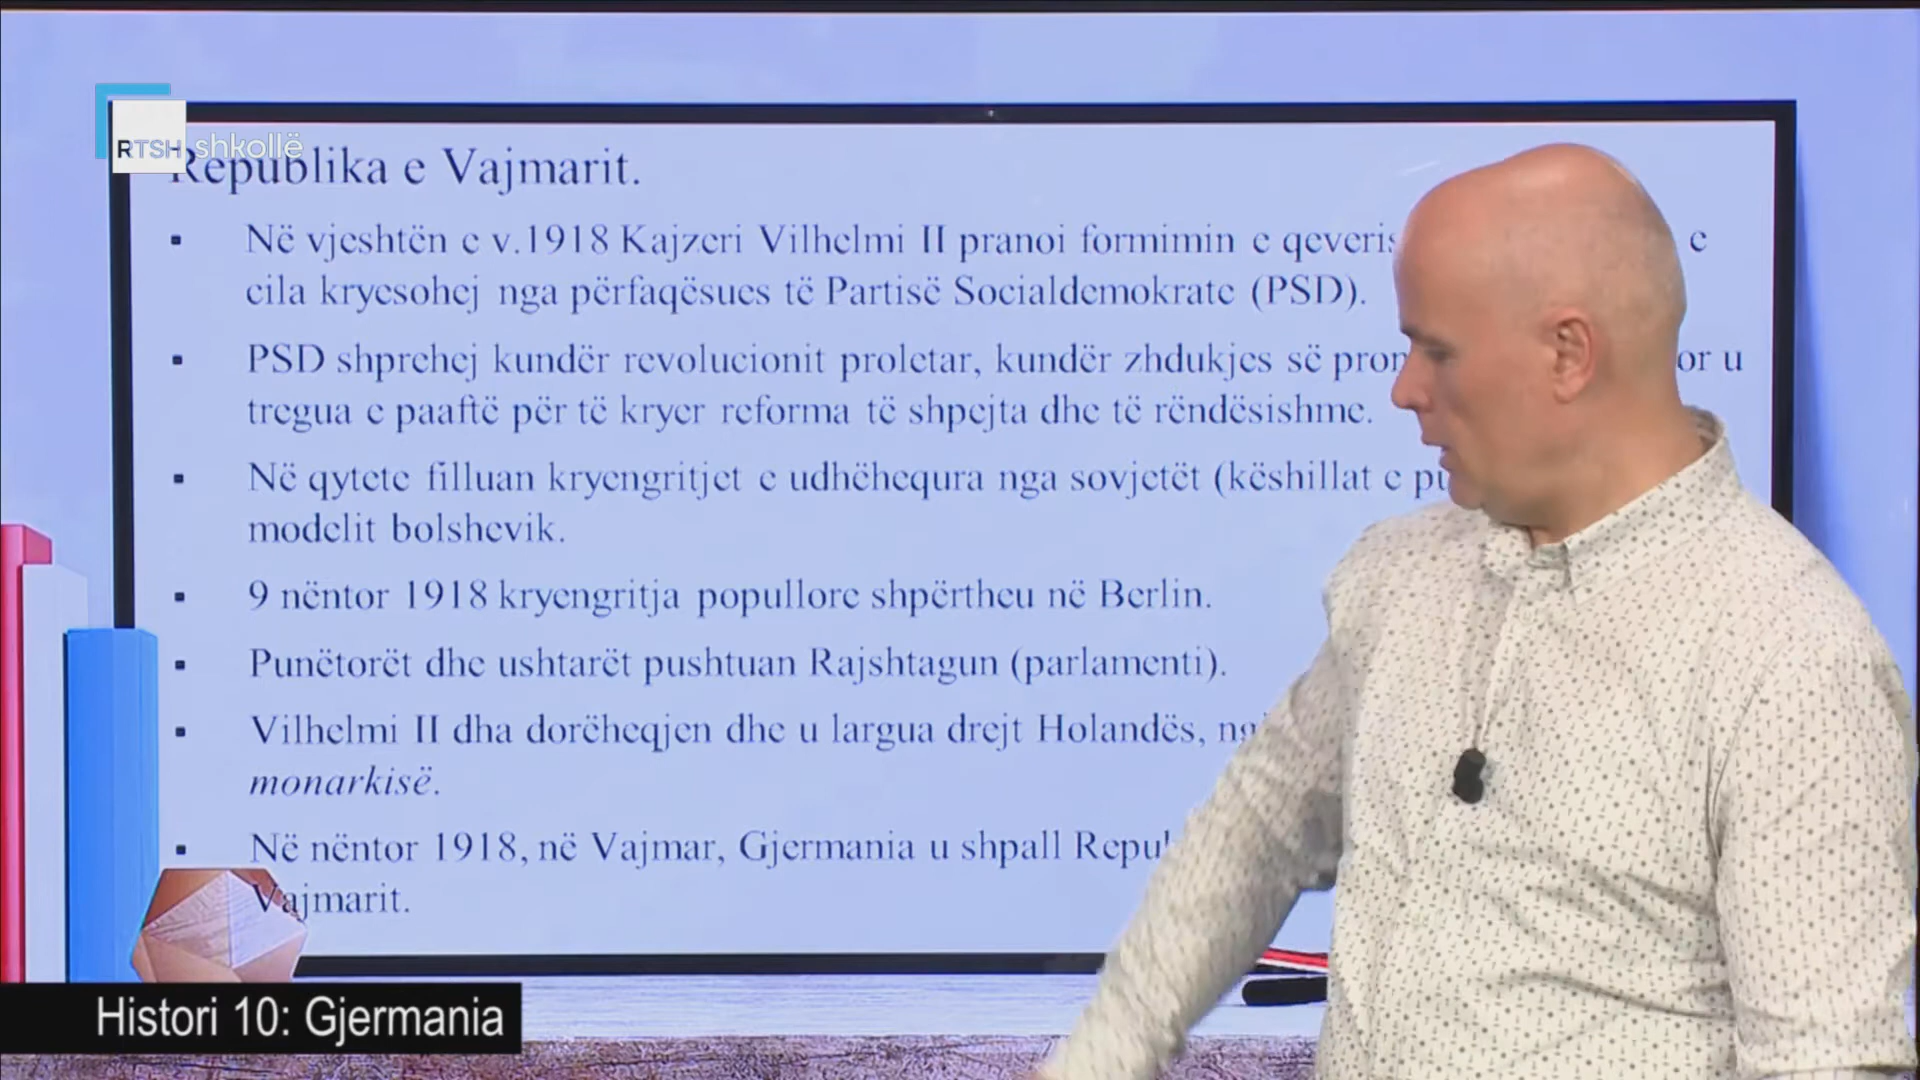 RTSH shkollë
Republika e Vajmarit.
Në vjeshtën e v.1918 Kajzeri Vilhelmi II pranoi formimin e e
cila kryesohej nga përfaqësues të Partisë Socialdemokrate (PSD).
PSD shprehej kundër revolucionit proletar, kundër zhdukjes së u
tregua e paaftë për të kryer reforma të shpejta dhe të rëndësishme.
Në qytete filluan kryengritjet e udhëhequra nga sovjetët (këshillat e
modelit bolshevik.
9 nëntor 1918 kryengritja popullore shpërtheu në Berlin.
Punëtorët dhe ushtarët pushtuan Rajshtagun (parlamenti).
Vilhelmi II dha dorëheqjen dhe u largua drejt Holandës,
monarkisë.
Në nëntor 1918, në Vajmar, Gjermania u shpall
Vajmarit.
Histori 10: Gjermania